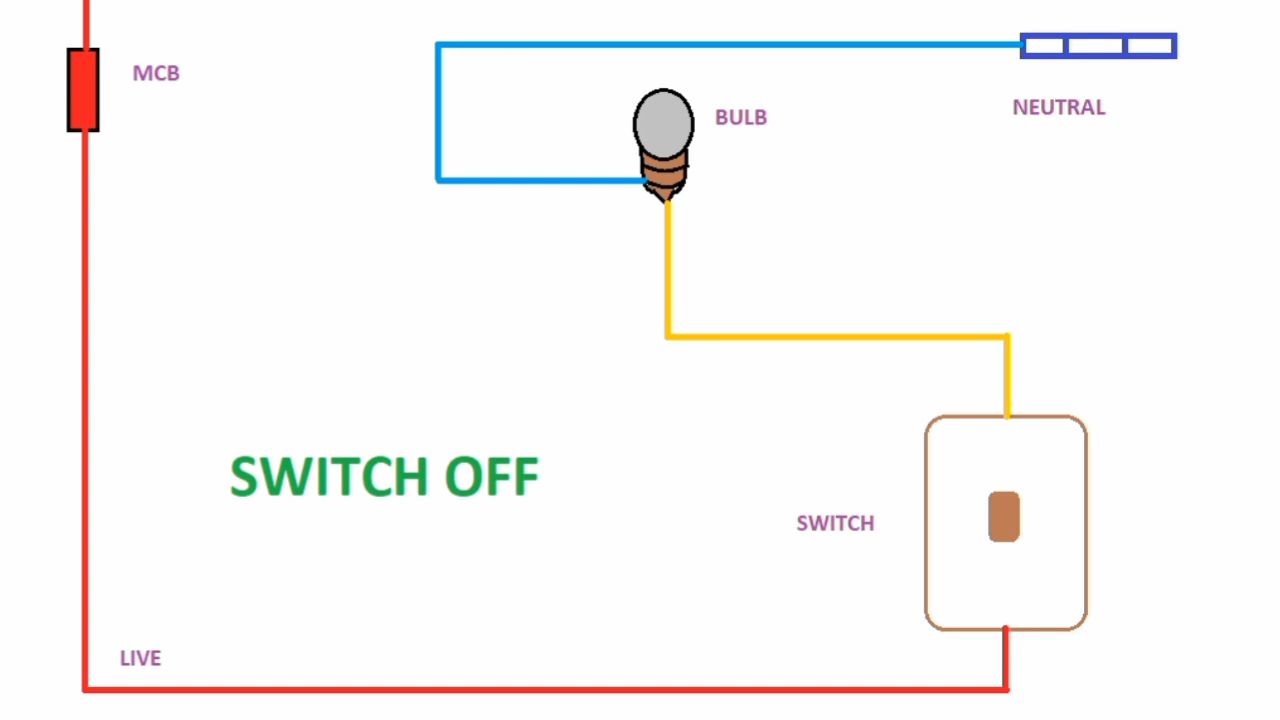 MCB
BULB
NEUTRAL
SWITCH OFF
SWITCH
LIVE